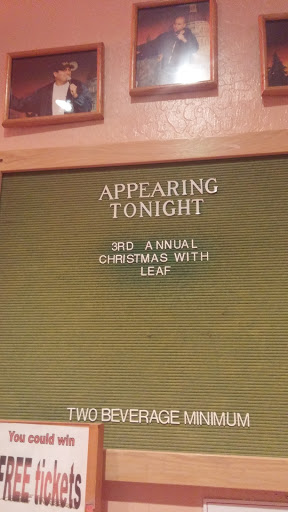 APPEARING
TONIGHT
3RD ANNUAL
CHRISTMAS WITH
LEAF
TWO BEVERAGE MINIMUM
You could win
FREE tickets